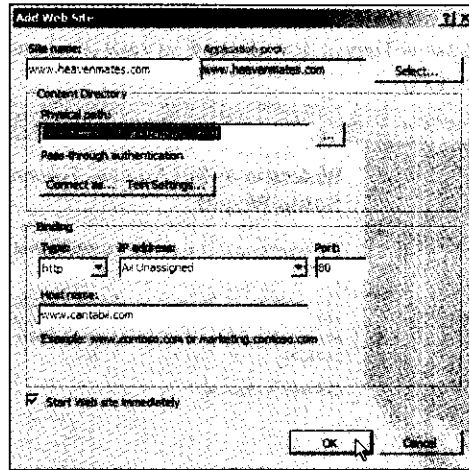 Add Web Site
Site name: Application pool:
www.heavenmates.com www.heavenmates.com Select...
Content Directory
Physical path:
...
Pass-through authentication
Connect as... Test Settings...
Binding
Type: IP address: Port:
http All Unassigned 80
Host name:
www.cantabil.com
Example: www.contoso.com or marketing.contoso.com
Start Web site immediately
OK Cancel